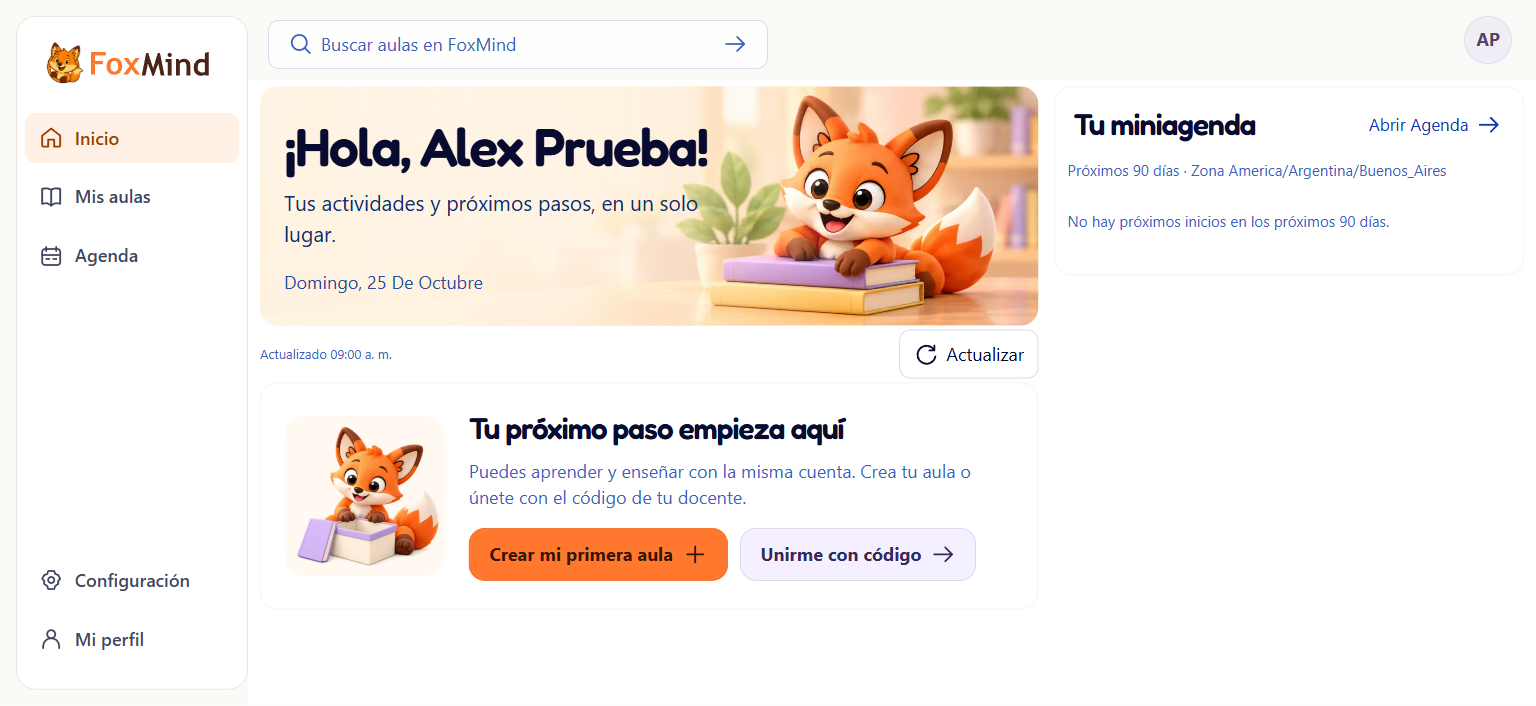 FoxMind
Inicio
Mis aulas
Agenda
Configuración
Mi perfil
Buscar aulas en FoxMind
AP
¡Hola, Alex Prueba!
Tus actividades y próximos pasos, en un solo
lugar.
Domingo, 25 De Octubre
Actualizado 09:00 a. m.
Actualizar
Tu próximo paso empieza aquí
Puedes aprender y enseñar con la misma cuenta. Crea tu aula o
únete con el código de tu docente.
Crear mi primera aula
Unirme con código
Tu miniagenda
Abrir Agenda
Próximos 90 días · Zona America/Argentina/Buenos_Aires
No hay próximos inicios en los próximos 90 días.